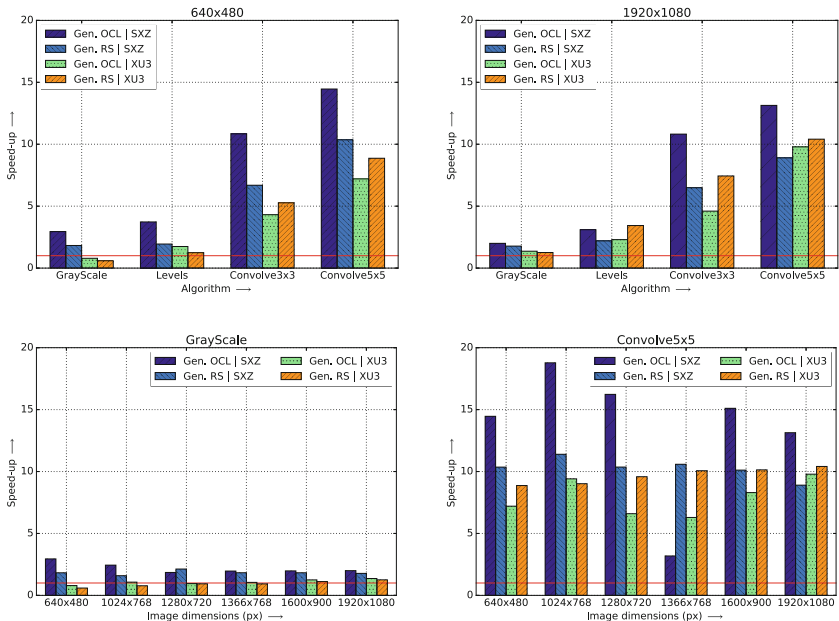 640x480
20
15
10
5
0
Speed-up →
Gen. OCL | SXZ
Gen. RS | SXZ
Gen. OCL | XU3
Gen. RS | XU3
GrayScale Levels Convolve3x3 Convolve5x5
Algorithm →
1920x1080
20
15
10
5
0
Speed-up →
Gen. OCL | SXZ
Gen. RS | SXZ
Gen. OCL | XU3
Gen. RS | XU3
GrayScale Levels Convolve3x3 Convolve5x5
Algorithm →
GrayScale
20
15
10
5
0
Speed-up →
Gen. OCL | SXZ Gen. OCL | XU3
Gen. RS | SXZ Gen. RS | XU3
640x480 1024x768 1280x720 1366x768 1600x900 1920x1080
Image dimensions (px) →
Convolve5x5
20
15
10
5
0
Speed-up →
Gen. OCL | SXZ Gen. OCL | XU3
Gen. RS | SXZ Gen. RS | XU3
640x480 1024x768 1280x720 1366x768 1600x900 1920x1080
Image dimensions (px) →